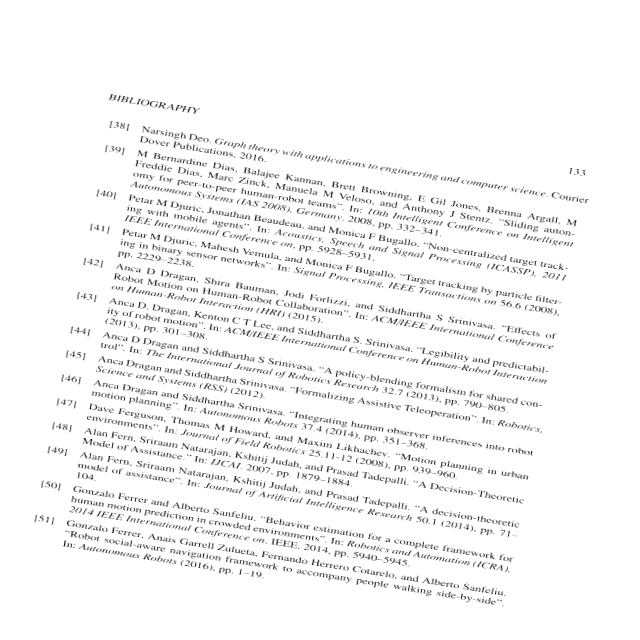 BIBLIOGRAPHY
133
[38] Narsingh Deo. Graph theory with applications to engineering and computer science. Courier
Dover Publications, 2016.
[39] M Bernardine Dias, Balajee Kannan, Brett Browning, E Gil Jones, Brenna Argall, M
Freddie Dias, Marc Zinck, Manuela M Veloso, and Anthony J Stentz. “Sliding auton-
omy for peer-to-peer human-robot teams”. In: 10th Intelligent Conference on Intelligent
Autonomous Systems (IAS 2008), Germany. 2008, pp. 332–341.
[40] Petar M Djuric, Jonathan Beaudeau, and Monica F Bugallo. “Non-centralized target track-
ing with mobile agents”. In: Acoustics, Speech and Signal Processing (ICASSP), 2011
IEEE International Conference on, pp. 5928–5931.
[41] Petar M Djuric, Mahesh Vemula, and Monica F Bugallo, “Target tracking by particle filter-
ing in binary sensor networks”. In: Signal Processing, IEEE Transactions on 56.6 (2008),
pp. 2229–2238.
[42] Anca D Dragan, Shira Bauman, Jodi Forlizzi, and Siddhartha S Srinivasa. “Effects of
Robot Motion on Human-Robot Collaboration”. In: ACM/IEEE International Conference
on Human-Robot Interaction (HRI) (2015).
[43] Anca D. Dragan, Kenton C T Lee, and Siddhartha S. Srinivasa. “Legibility and predictabil-
ity of robot motion”. In: ACM/IEEE International Conference on Human-Robot Interaction
(2013), pp. 301–308.
[44] Anca D Dragan and Siddhartha S Srinivasa. “A policy-blending formalism for shared con-
trol”. In: The International Journal of Robotics Research 32.7 (2013), pp. 790–805.
[45] Anca Dragan and Siddhartha Srinivasa. “Formalizing Assistive Teleoperation”. In: Robotics,
Science and Systems (RSS) (2012).
[46] Anca Dragan and Siddhartha Srinivasa. “Integrating human observer inferences into robot
motion planning”. In: Autonomous Robots 37.4 (2014), pp. 351–368.
[47] Dave Ferguson, Thomas M Howard, and Maxim Likhachev. “Motion planning in urban
environments”. In: Journal of Field Robotics 25.11-12 (2008), pp. 939–960.
[48] Alan Fern, Sriraam Natarajan, Kshitij Judah, and Prasad Tadepalli. “A Decision-Theoretic
Model of Assistance.” In: IJCAI. 2007, pp. 1879–1884.
[49] Alan Fern, Sriraam Natarajan, Kshitij Judah, and Prasad Tadepalli. “A decision-theoretic
model of assistance”. In: Journal of Artificial Intelligence Research 50.1 (2014), pp. 71–
104.
[50] Gonzalo Ferrer and Alberto Sanfeliu. “Behavior estimation for a complete framework for
human motion prediction in crowded environments”. In: Robotics and Automation (ICRA),
2014 IEEE International Conference on. IEEE. 2014, pp. 5940–5945.
[51] Gonzalo Ferrer, Anais Garrell Zulueta, Fernando Herrero Cotarelo, and Alberto Sanfeliu.
“Robot social-aware navigation framework to accompany people walking side-by-side”.
In: Autonomous Robots (2016), pp. 1–19.